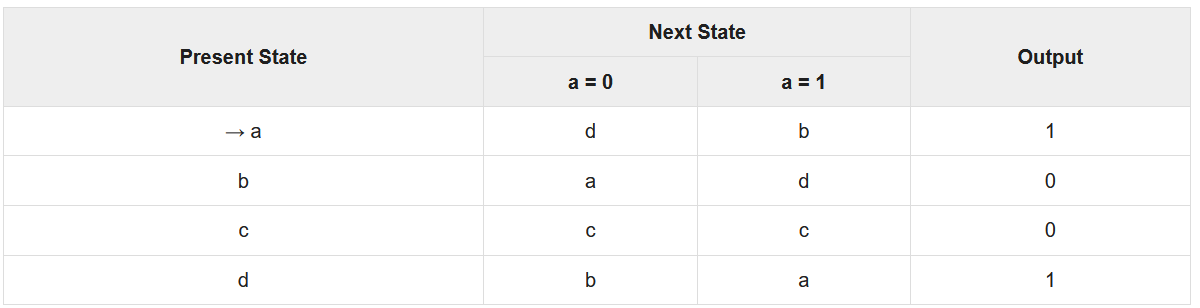 Present State Next State Output
a = 0 a = 1
→ a d b 1
b a d 0
c c c 0
d b a 1